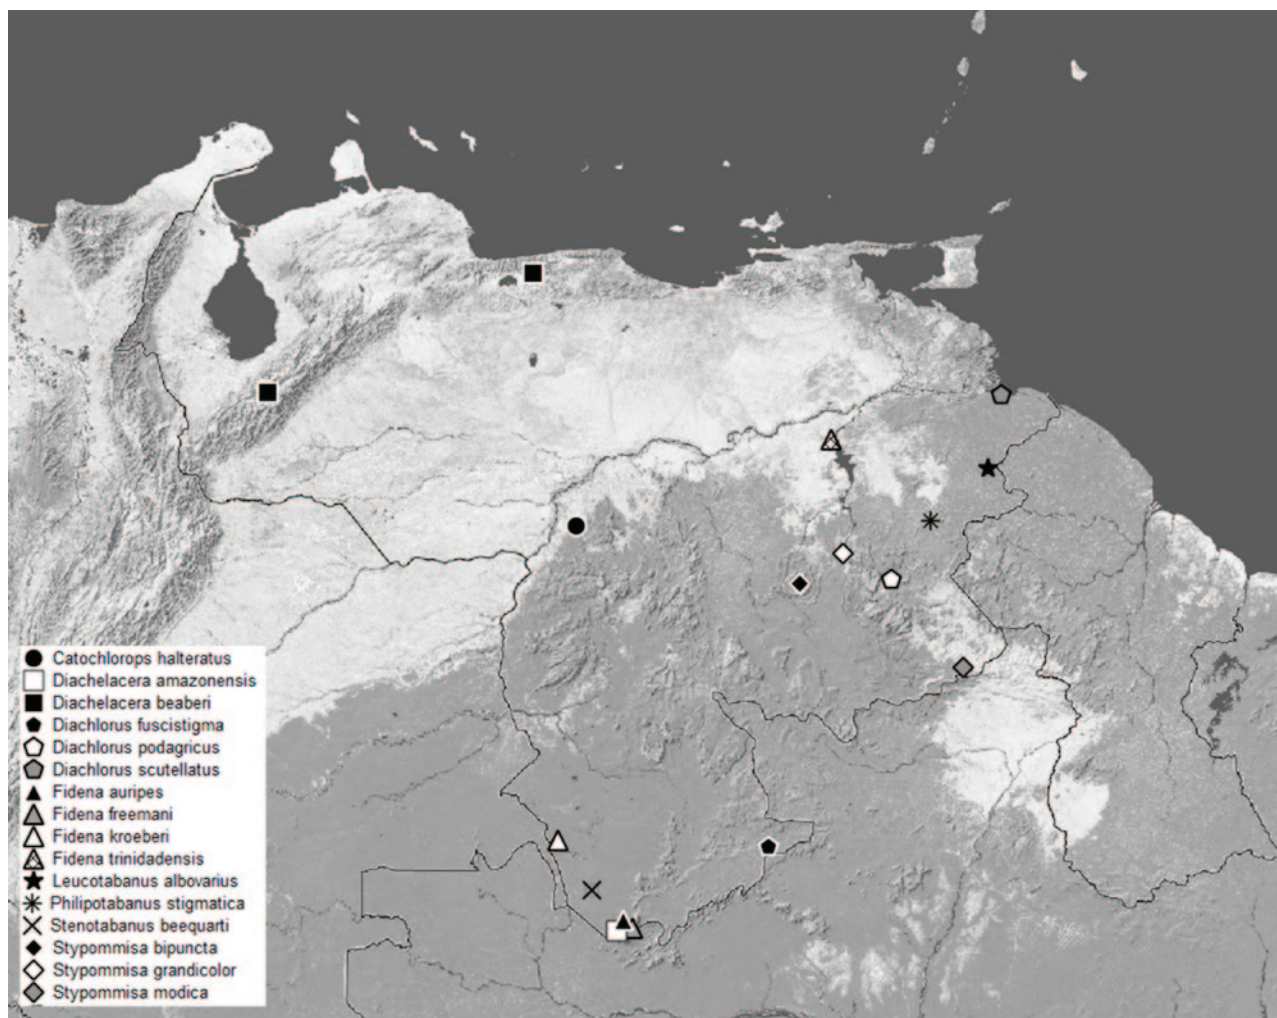 Catochlorops halteratus
Diachelacera amazonensis
Diachelacera beaberi
Diachlorus fuscistigma
Diachlorus podagricus
Diachlorus scutellatus
Fidena auripes
Fidena freemani
Fidena kroeberi
Fidena trinidadensis
Leucotabanus albovarius
Philipotabanus stigmatica
Stenotabanus beequarti
Stypommisa bipuncta
Stypommisa grandicolor
Stypommisa modica